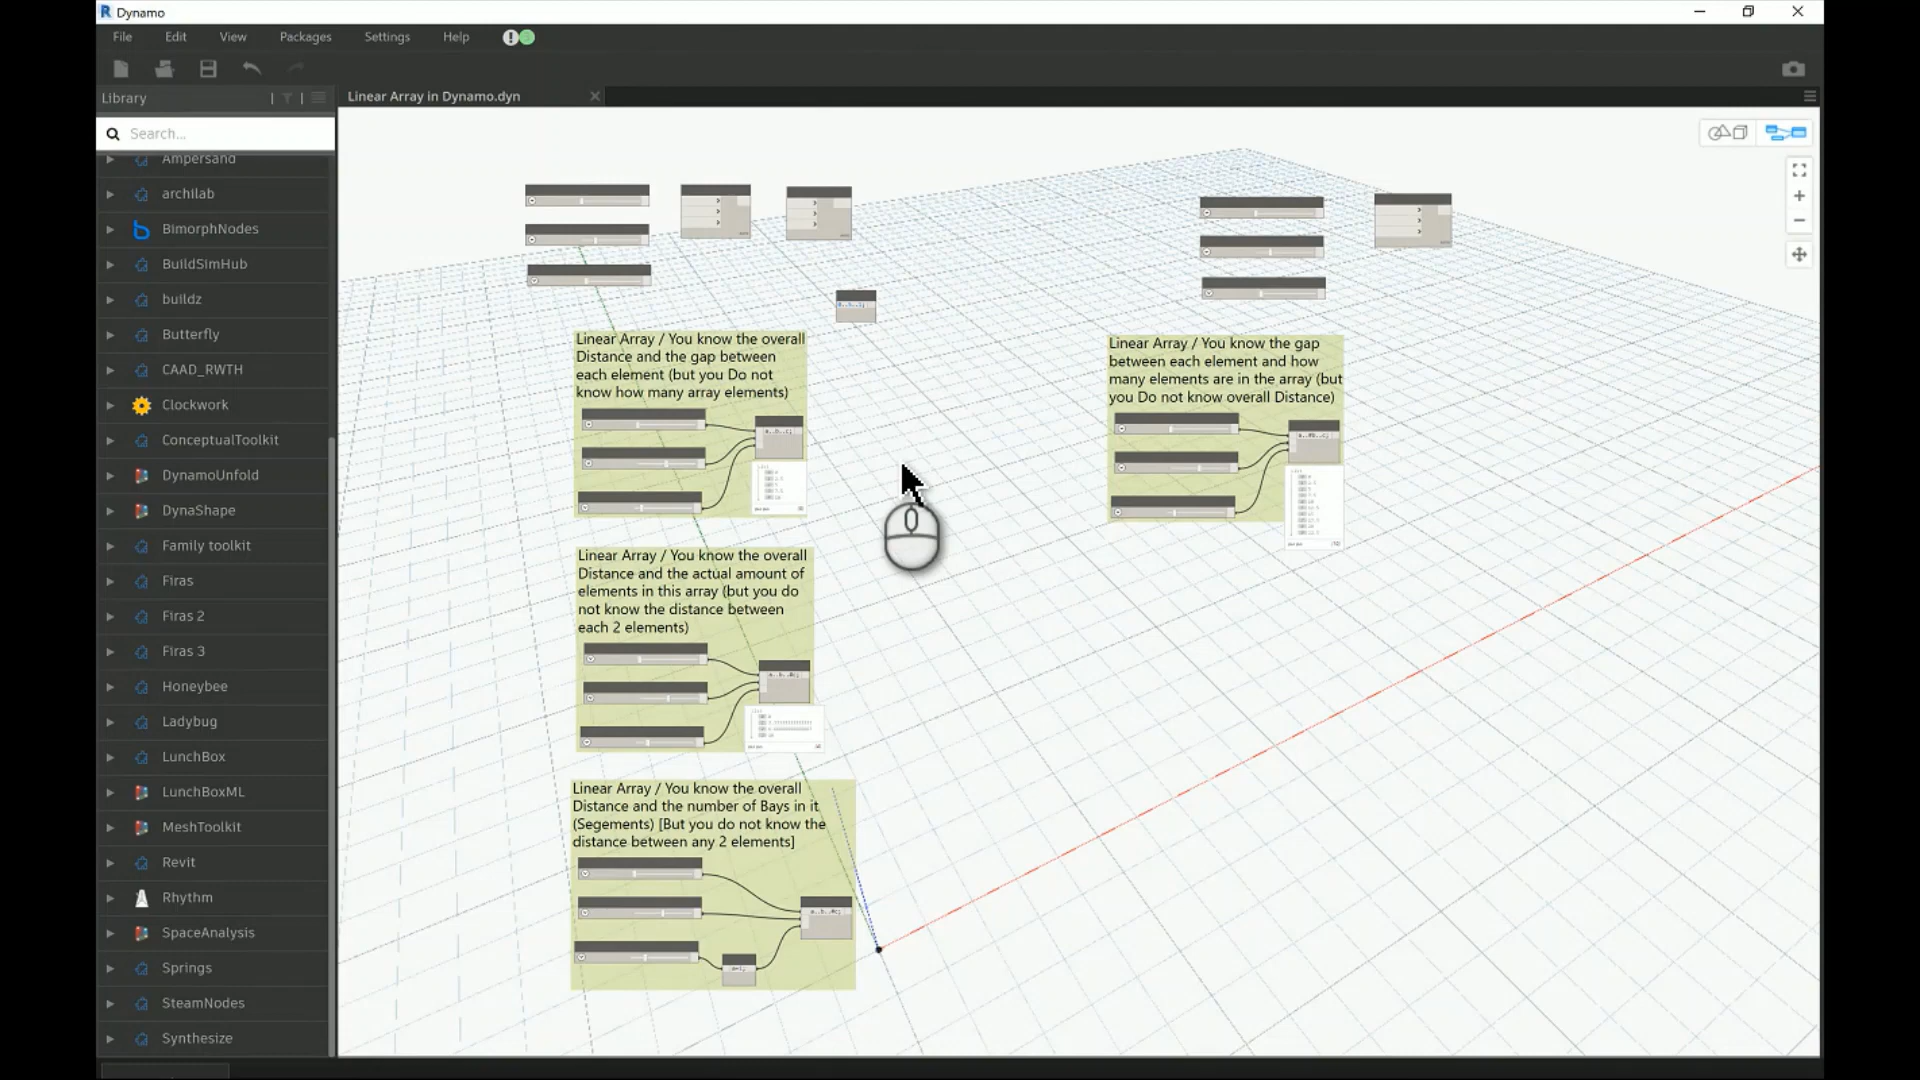 Dynamo
File Edit View Packages Settings Help
Library
Linear Array in Dynamo.dyn
Search...
Ampersand
archilab
BimorphNodes
BuildSimHub
buildz
Butterfly
CAAD_RWTH
Clockwork
ConceptualToolkit
DynamoUnfold
DynaShape
Family toolkit
Firas
Firas 2
Firas 3
Honeybee
Ladybug
LunchBox
LunchBoxML
MeshToolkit
Revit
Rhythm
SpaceAnalysis
Springs
SteamNodes
Synthesize
Linear Array / You know the overall
Distance and the gap between
each element (but you Do not
know how many array elements)
Linear Array / You know the overall
Distance and the actual amount of
elements in this array (but you do
not know the distance between
each 2 elements)
Linear Array / You know the overall
Distance and the number of Bays in it
(Segements) [But you do not know the
distance between any 2 elements]
Linear Array / You know the gap
between each element and how
many elements are in the array (but
you Do not know overall Distance)